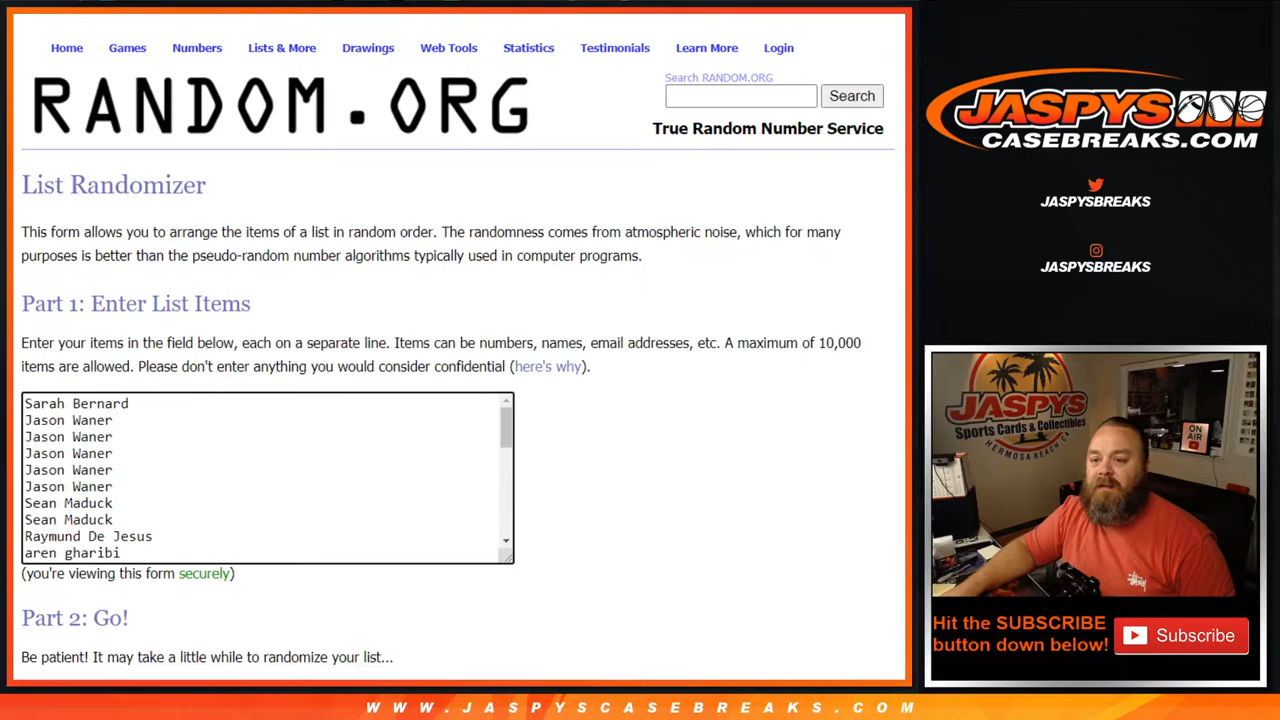 Home Games Numbers Lists & More Drawings Web Tools Statistics Testimonials Learn More Login
RANDOM.ORG
Search RANDOM.ORG
Search
True Random Number Service
List Randomizer
This form allows you to arrange the items of a list in random order. The randomness comes from atmospheric noise, which for many
purposes is better than the pseudo-random number algorithms typically used in computer programs.
Part 1: Enter List Items
Enter your items in the field below, each on a separate line. Items can be numbers, names, email addresses, etc. A maximum of 10,000
items are allowed. Please don't enter anything you would consider confidential (here's why).
Sarah Bernard
Jason Waner
Jason Waner
Jason Waner
Jason Waner
Jason Waner
Sean Maduck
Sean Maduck
Raymund De Jesus
aren gharibi
(you're viewing this form securely)
Part 2: Go!
Be patient! It may take a little while to randomize your list...
JASPYS
CASEBREAKS.COM
JASPYSBREAKS
JASPYSBREAKS
JASPYS
Sports Cards & Collectibles
HERMOSA BEACH, CA
ON AIR
Hit the SUBSCRIBE
button down below!
Subscribe
WWW.JASPYSCASEBREAKS.COM